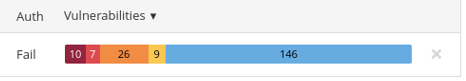 Auth Vulnerabilities ▾
Fail 10 7 26 9 146 ×